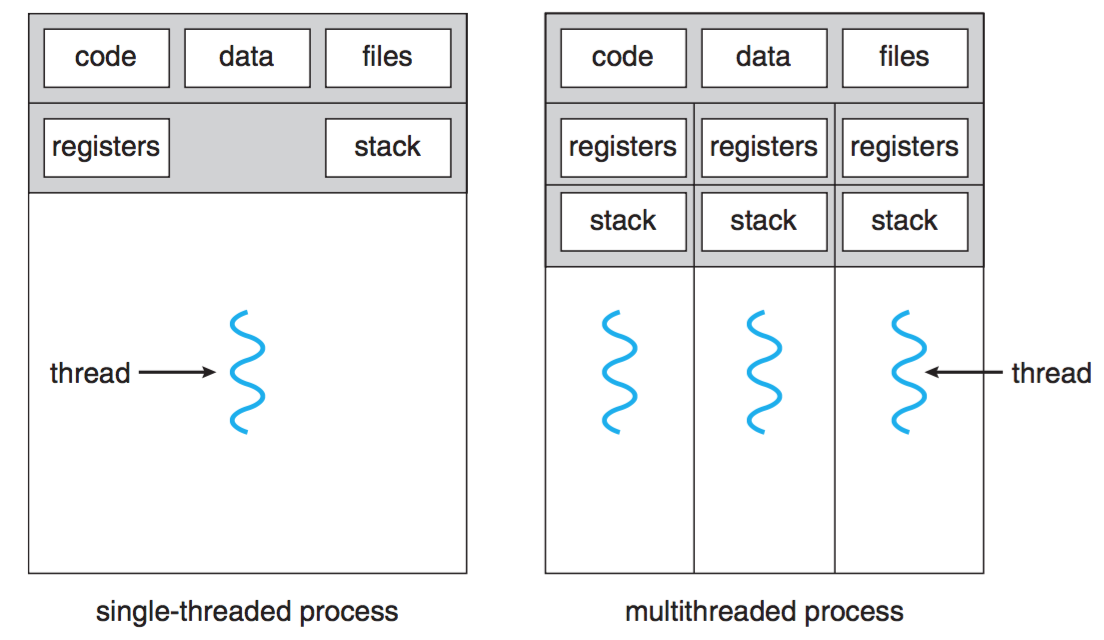 code data files
registers stack
thread
single-threaded process
code data files
registers registers registers
stack stack stack
thread
multithreaded process